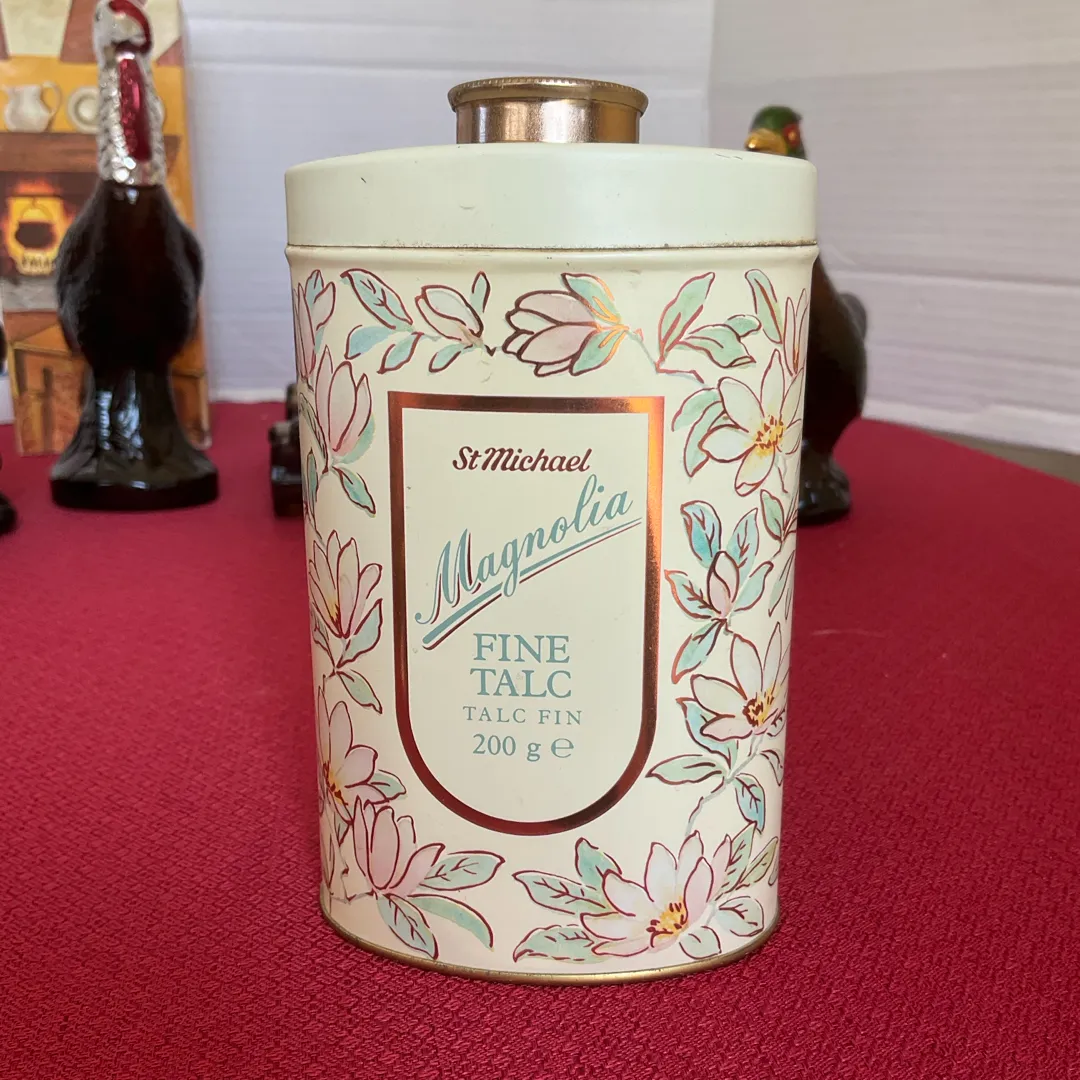 St Michael
Magnolia
FINE
TALC
TALC FIN
200 g ℮